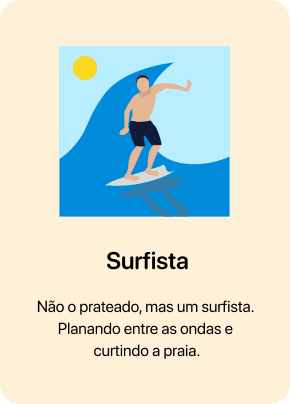 Surfista
Não o prateado, mas um surfista.
Planando entre as ondas e
curtindo a praia.